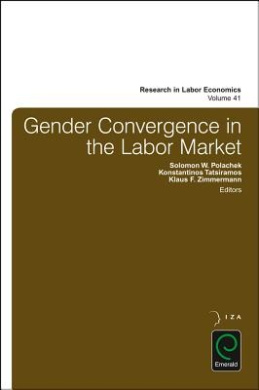 Research in Labor Economics
Volume 41
Gender Convergence in
the Labor Market
Solomon W. Polachek
Konstantinos Tatsiramos
Klaus F. Zimmermann
Editors
I Z A
Emerald